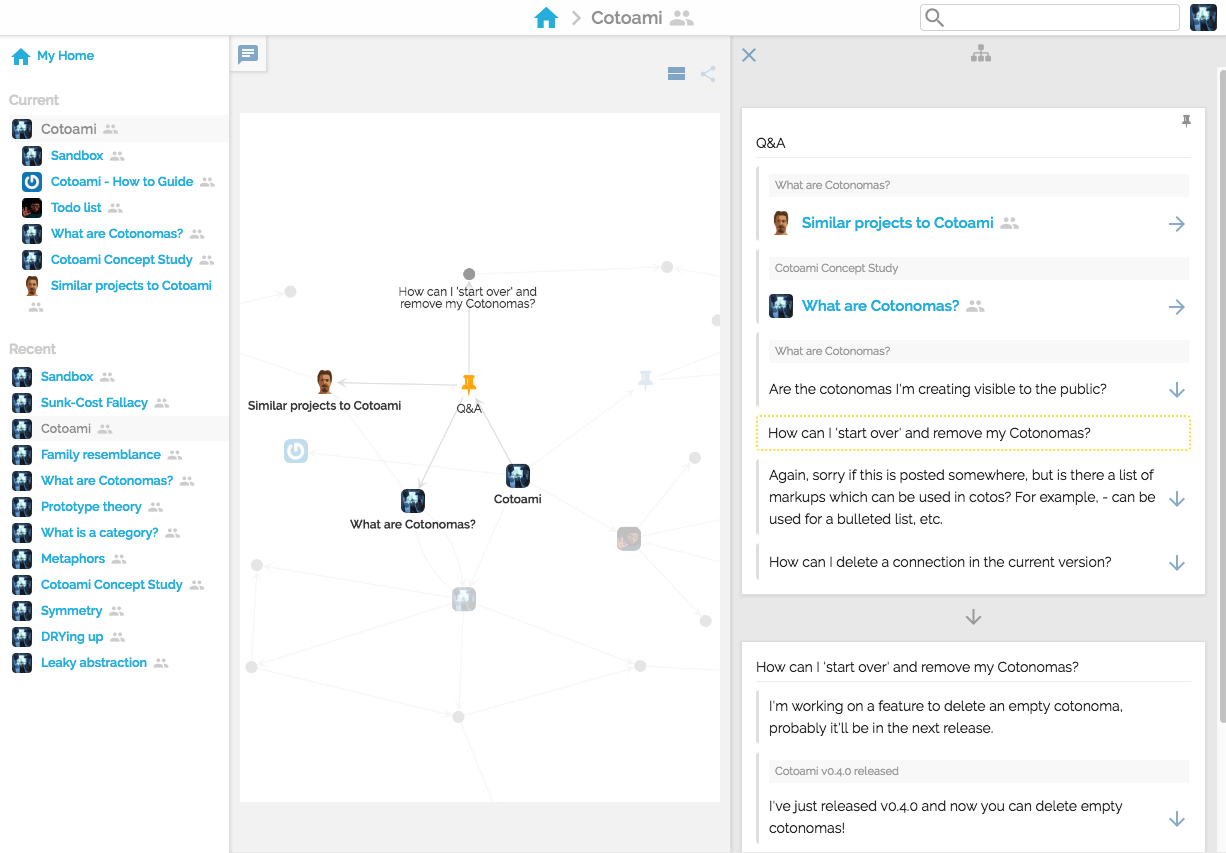 Cotoami
My Home
Current
Cotoami
Sandbox
Cotoami - How to Guide
Todo list
What are Cotonomas?
Cotoami Concept Study
Similar projects to Cotoami
Recent
Sandbox
Sunk-Cost Fallacy
Cotoami
Family resemblance
What are Cotonomas?
Prototype theory
What is a category?
Metaphors
Cotoami Concept Study
Symmetry
DRYing up
Leaky abstraction
How can I 'start over' and
remove my Cotonomas?
Similar projects to Cotoami
Q&A
Cotoami
What are Cotonomas?
Q&A
What are Cotonomas?
Similar projects to Cotoami
Cotoami Concept Study
What are Cotonomas?
What are Cotonomas?
Are the cotonomas I'm creating visible to the public?
How can I 'start over' and remove my Cotonomas?
Again, sorry if this is posted somewhere, but is there a list of
markups which can be used in cotos? For example, - can be
used for a bulleted list, etc.
How can I delete a connection in the current version?
How can I 'start over' and remove my Cotonomas?
I'm working on a feature to delete an empty cotonoma,
probably it'll be in the next release.
Cotoami v0.4.0 released
I've just released v0.4.0 and now you can delete empty
cotonomas!